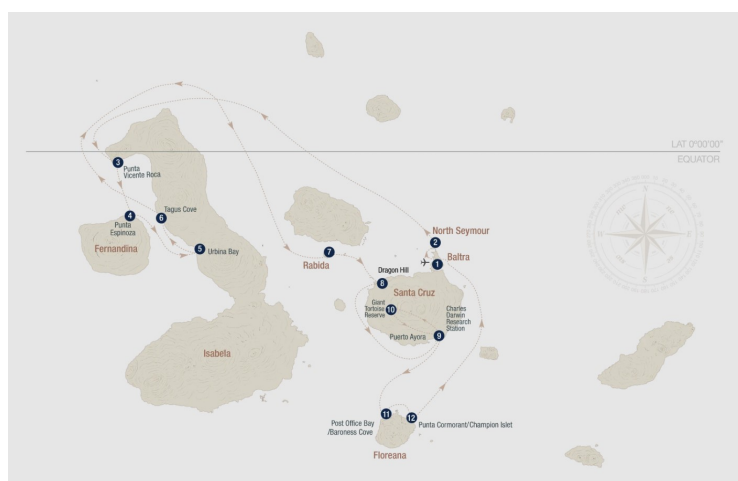 LAT 0°00'00"
EQUATOR
3
Punta
Vicente Roca
4
Punta
Espinoza
6
Tagus Cove
5
Urbina Bay
Fernandina
Isabela
North Seymour
2
Baltra
1
7
Rabida
Dragon Hill
8
Santa Cruz
Giant
Tortoise
Reserve
10
Charles
Darwin
Research
Station
Puerto Ayora
9
11
Post Office Bay
/Baroness Cove
12
Punta Cormorant/Champion Islet
Floreana